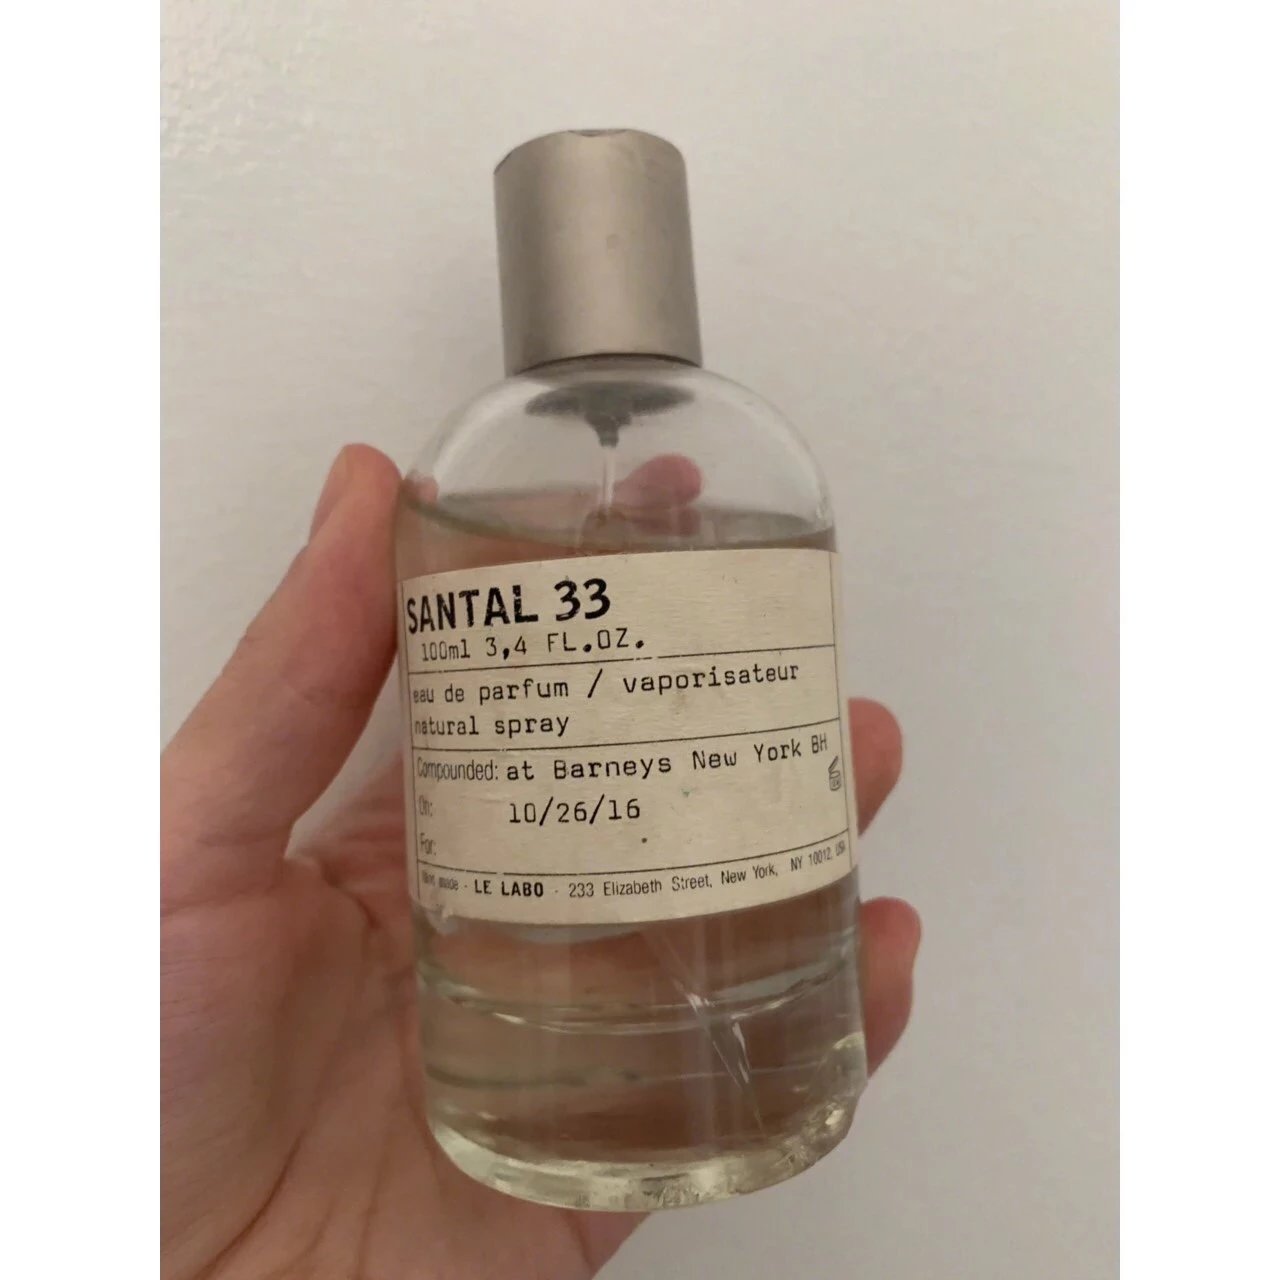 SANTAL 33
100ml 3,4 FL.OZ.
eau de parfum / vaporisateur
natural spray
Compounded: at Barneys New York BH
On: 10/26/16
For:
made - LE LABO - 233 Elizabeth Street, New York, NY 10012, USA